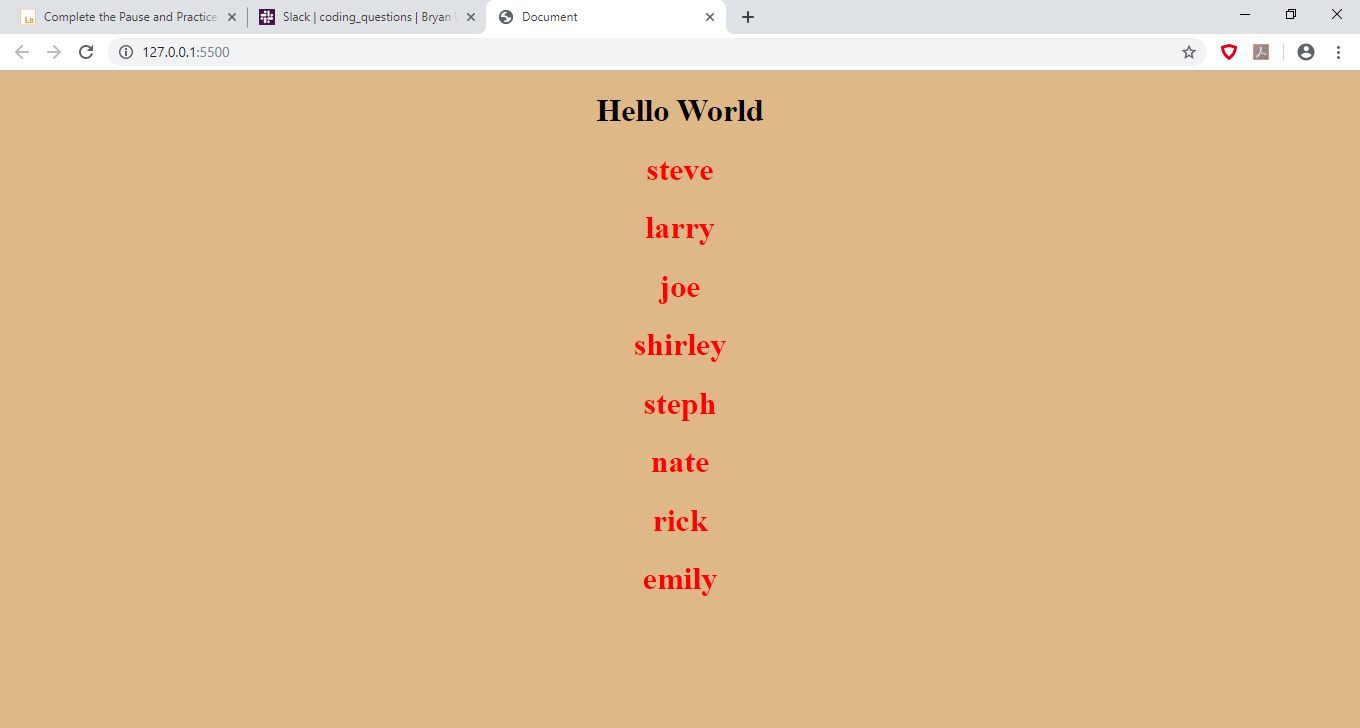 Complete the Pause and Practice
Slack | coding_questions | Bryan
Document
127.0.0.1:5500
Hello World
steve
larry
joe
shirley
steph
nate
rick
emily